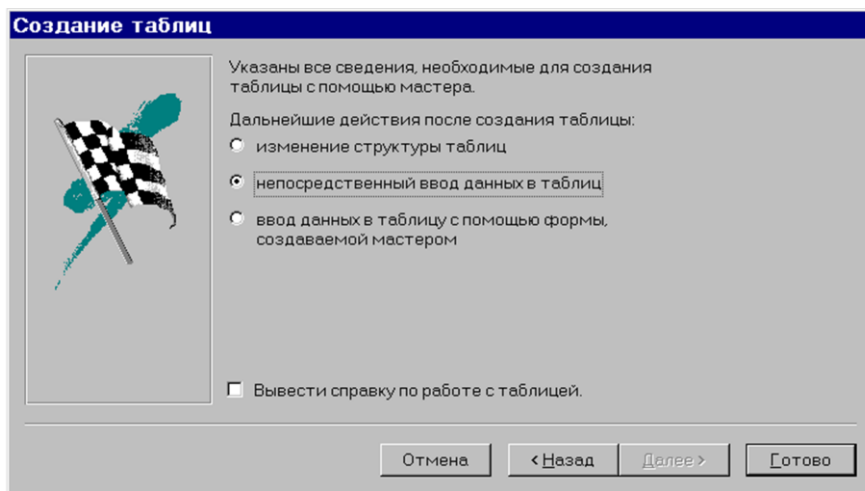 Создание таблиц
Указаны все сведения, необходимые для создания
таблицы с помощью мастера.
Дальнейшие действия после создания таблицы:
изменение структуры таблиц
непосредственный ввод данных в таблиц
ввод данных в таблицу с помощью формы,
создаваемой мастером
Вывести справку по работе с таблицей.
Отмена
< Назад
Далее >
Готово